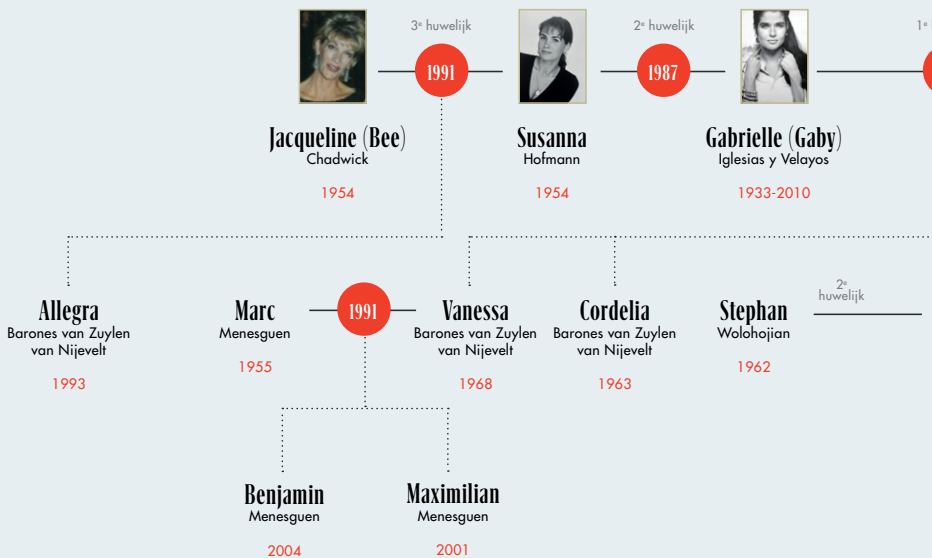 3e huwelijk
2e huwelijk
1e
1991
1987
Jacqueline (Bee)
Chadwick
1954
Susanna
Hofmann
1954
Gabrielle (Gaby)
Iglesias y Velayos
1933-2010
Allegra
Barones van Zuylen
van Nijevelt
1993
Marc
Menesguen
1955
1991
Vanessa
Barones van Zuylen
van Nijevelt
1968
Cordelia
Barones van Zuylen
van Nijevelt
1963
Stephan
Wolohojian
1962
2e
huwelijk
Benjamin
Menesguen
2004
Maximilian
Menesguen
2001